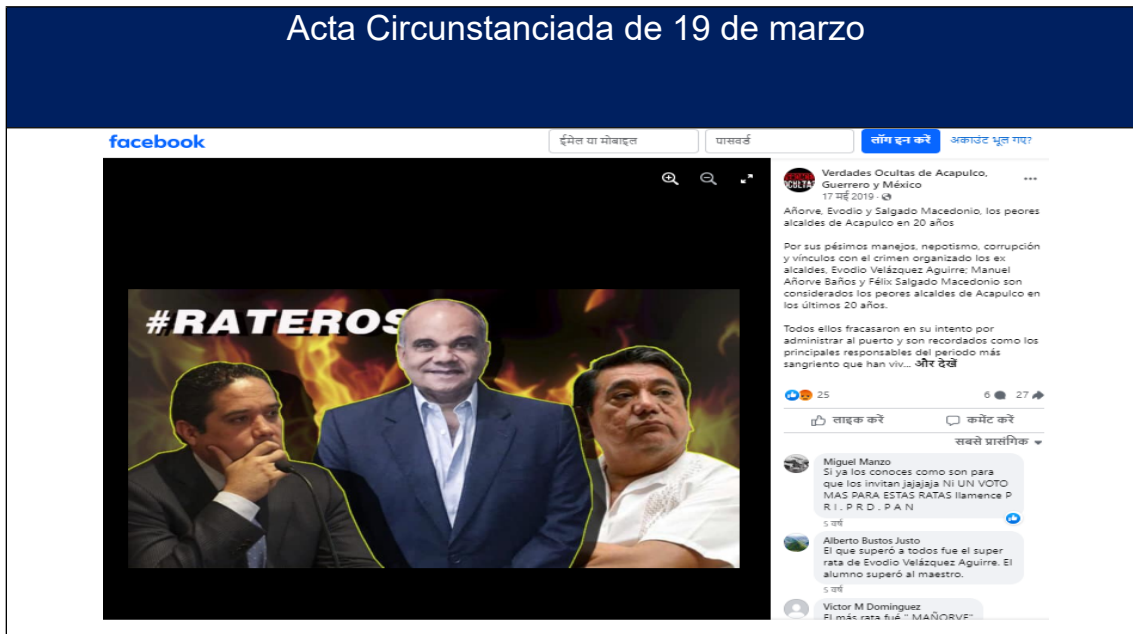 Acta Circunstanciada de 19 de marzo
facebook
ईमेल या मोबाइल
पासवर्ड
लॉग इन करें
अकाउंट भूल गए?
#RATEROS
OCULTAS
Verdades Ocultas de Acapulco,
Guerrero y México
17 मई 2019 ·
Añorve, Evodio y Salgado Macedonio, los peores
alcaldes de Acapulco en 20 años
Por sus pésimos manejos, nepotismo, corrupción
y vínculos con el crimen organizado los ex
alcaldes, Evodio Velázquez Aguirre; Manuel
Añorve Baños y Félix Salgado Macedonio son
considerados los peores alcaldes de Acapulco en
los últimos 20 años.
Todos ellos fracasaron en su intento por
administrar al puerto y son recordados como los
principales responsables del periodo más
sangriento que han viv... और देखें
25
6
27
लाइक करें
कमेंट करें
सबसे प्रासंगिक
Miguel Manzo
Si ya los conoces como son para
que los invitan jajajaja Ni UN VOTO
MAS PARA ESTAS RATAS llamence P
R I . P R D . P A N
5 वर्ष
Alberto Bustos Justo
El que superó a todos fue el super
rata de Evodio Velázquez Aguirre. El
alumno superó al maestro.
5 वर्ष
Victor M Dominguez
El más rata fué " MAÑORVE"